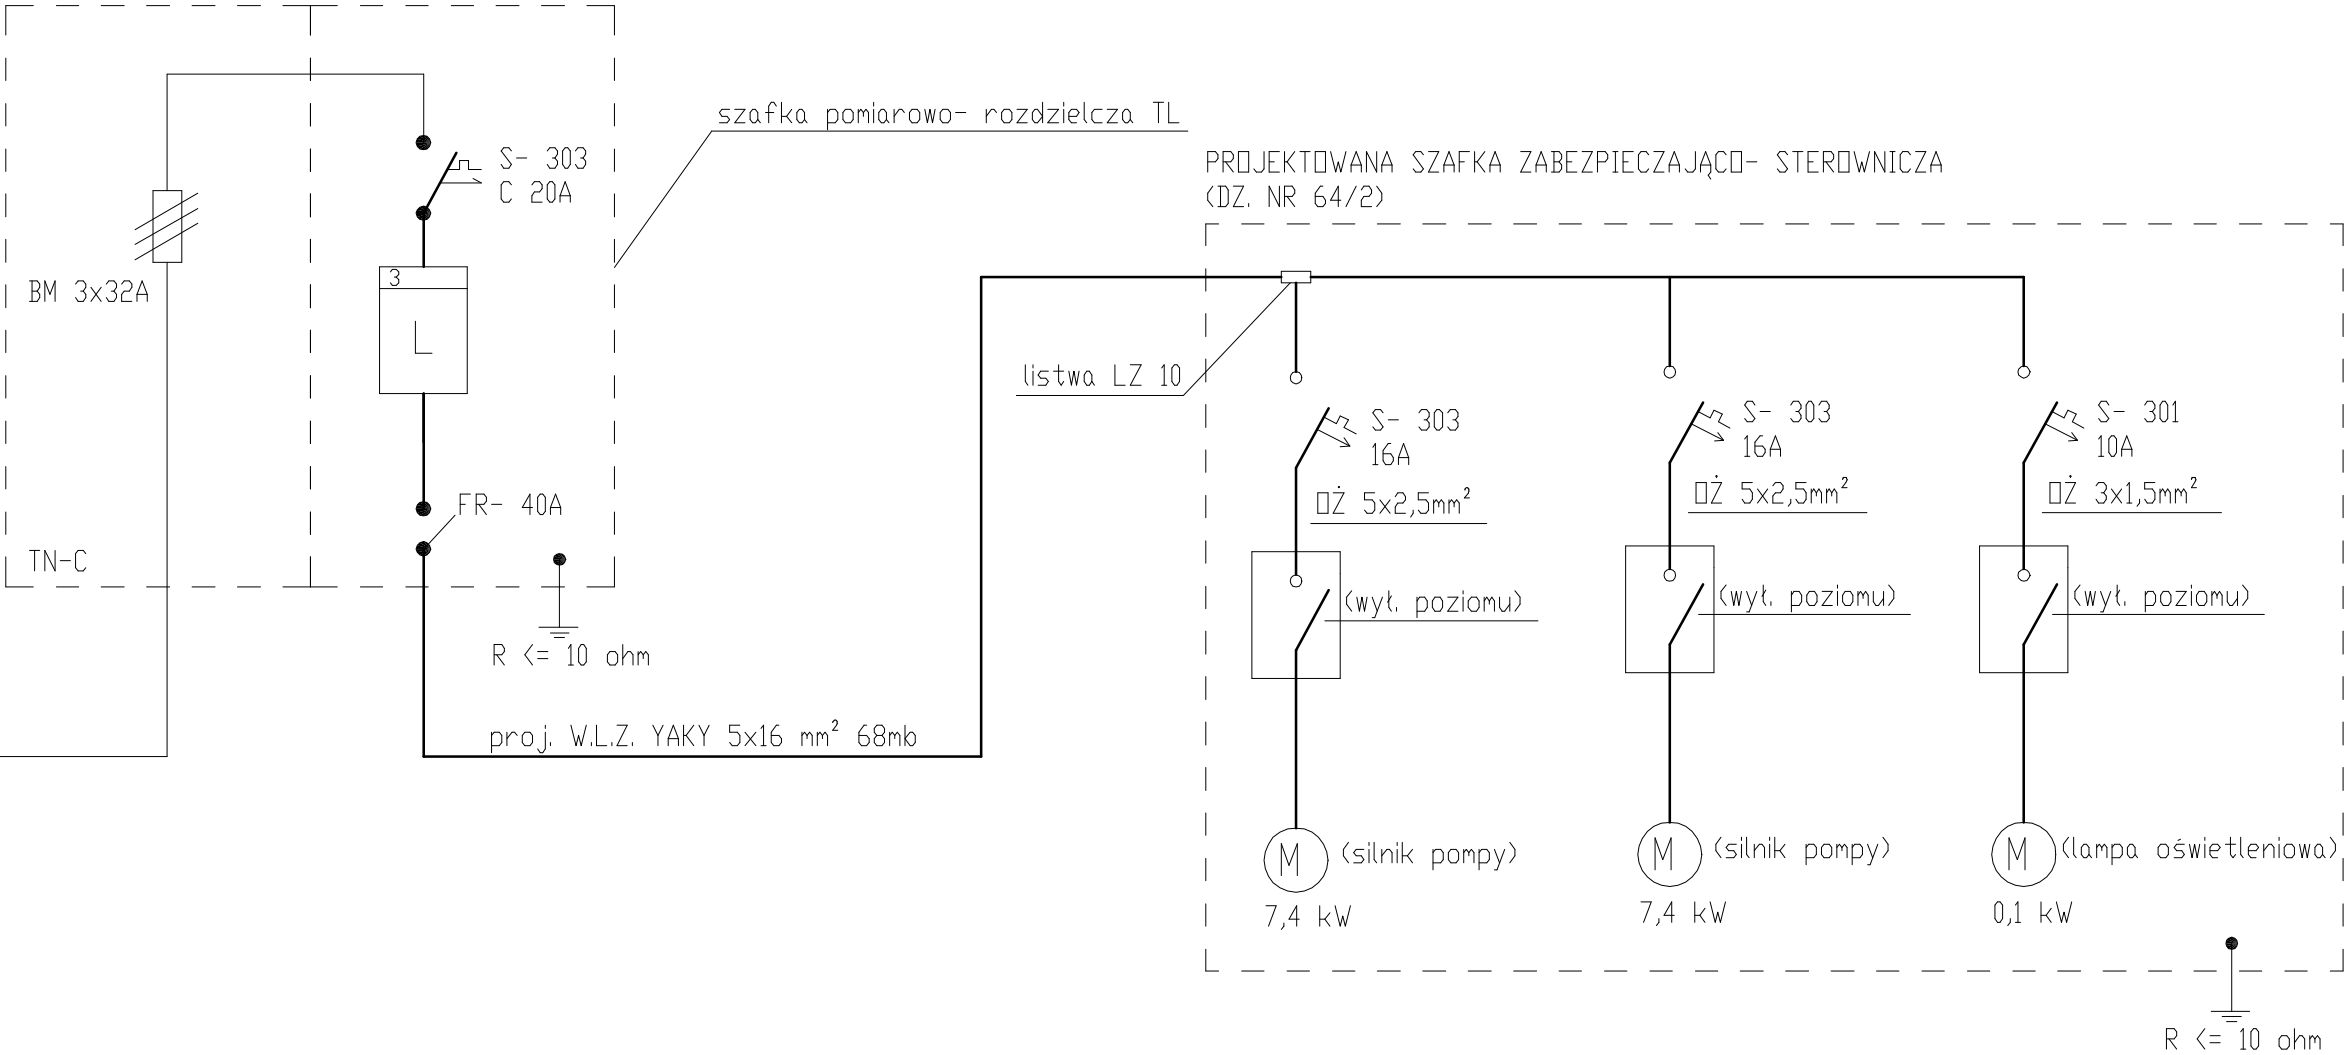 szafka pomiarowo- rozdzielcza TL
S- 303
C 20A
PROJEKTOWANA SZAFKA ZABEZPIECZAJĄCO- STEROWNICZA
(DZ. NR 64/2)
3
L
BM 3x32A
listwa LZ 10
S- 303
16A
S- 303
16A
S- 301
10A
OŻ 5x2,5mm²
OŻ 5x2,5mm²
OŻ 3x1,5mm²
FR- 40A
TN-C
(wył. poziomu)
(wył. poziomu)
(wył. poziomu)
R <= 10 ohm
proj. W.L.Z. YAKY 5x16 mm² 68mb
M (silnik pompy)
M (silnik pompy)
M (lampa oświetleniowa)
7,4 kW
7,4 kW
0,1 kW
R <= 10 ohm